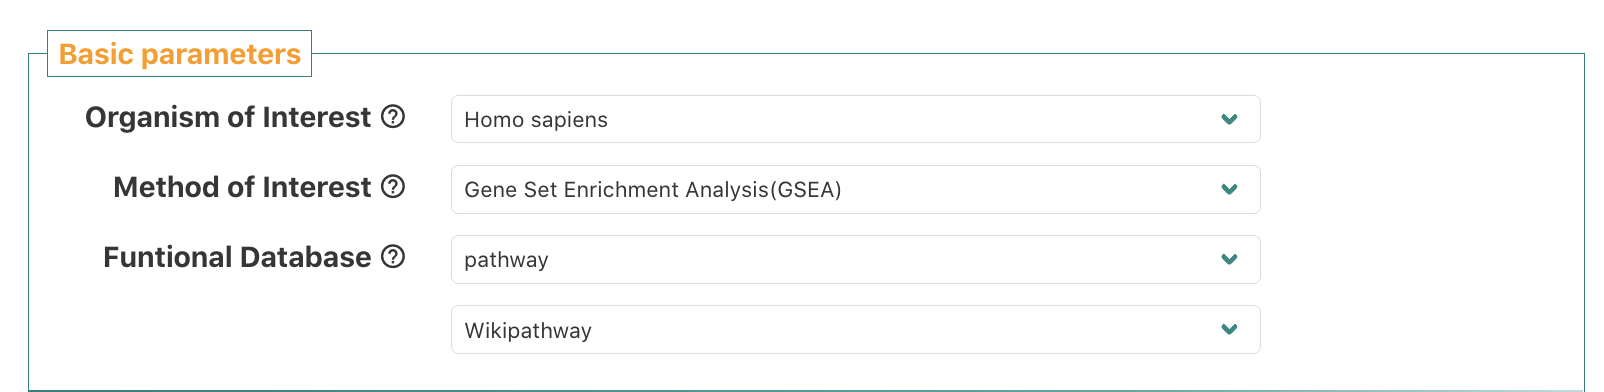 Basic parameters
Organism of Interest Homo sapiens
Method of Interest Gene Set Enrichment Analysis(GSEA)
Funtional Database pathway
Wikipathway